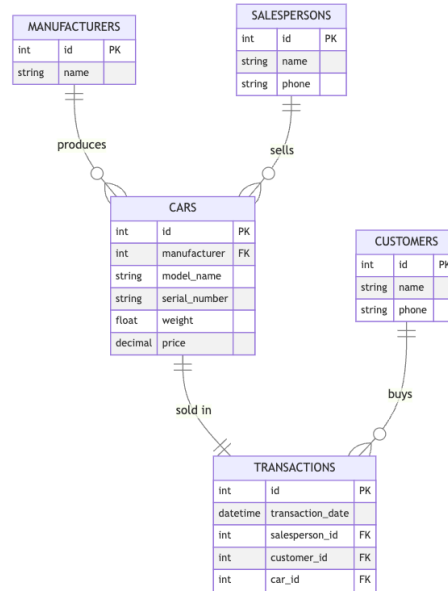 MANUFACTURERS
int id PK
string name
SALESPERSONS
int id PK
string name
string phone
produces
sells
CARS
int id PK
int manufacturer FK
string model_name
string serial_number
float weight
decimal price
CUSTOMERS
int id PK
string name
string phone
sold in
buys
TRANSACTIONS
int id PK
datetime transaction_date
int salesperson_id FK
int customer_id FK
int car_id FK